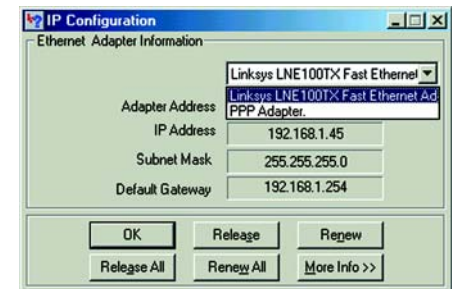 IP Configuration
Ethernet Adapter Information
Linksys LNE100TX Fast Ethernet
Linksys LNE100TX Fast Ethernet Ad
PPP Adapter.
Adapter Address
IP Address 192.168.1.45
Subnet Mask 255.255.255.0
Default Gateway 192.168.1.254
OK Release Renew
Release All Renew All More Info >>